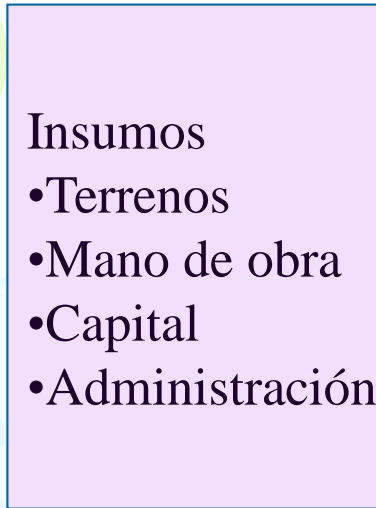 Insumos
•Terrenos
•Mano de obra
•Capital
•Administración